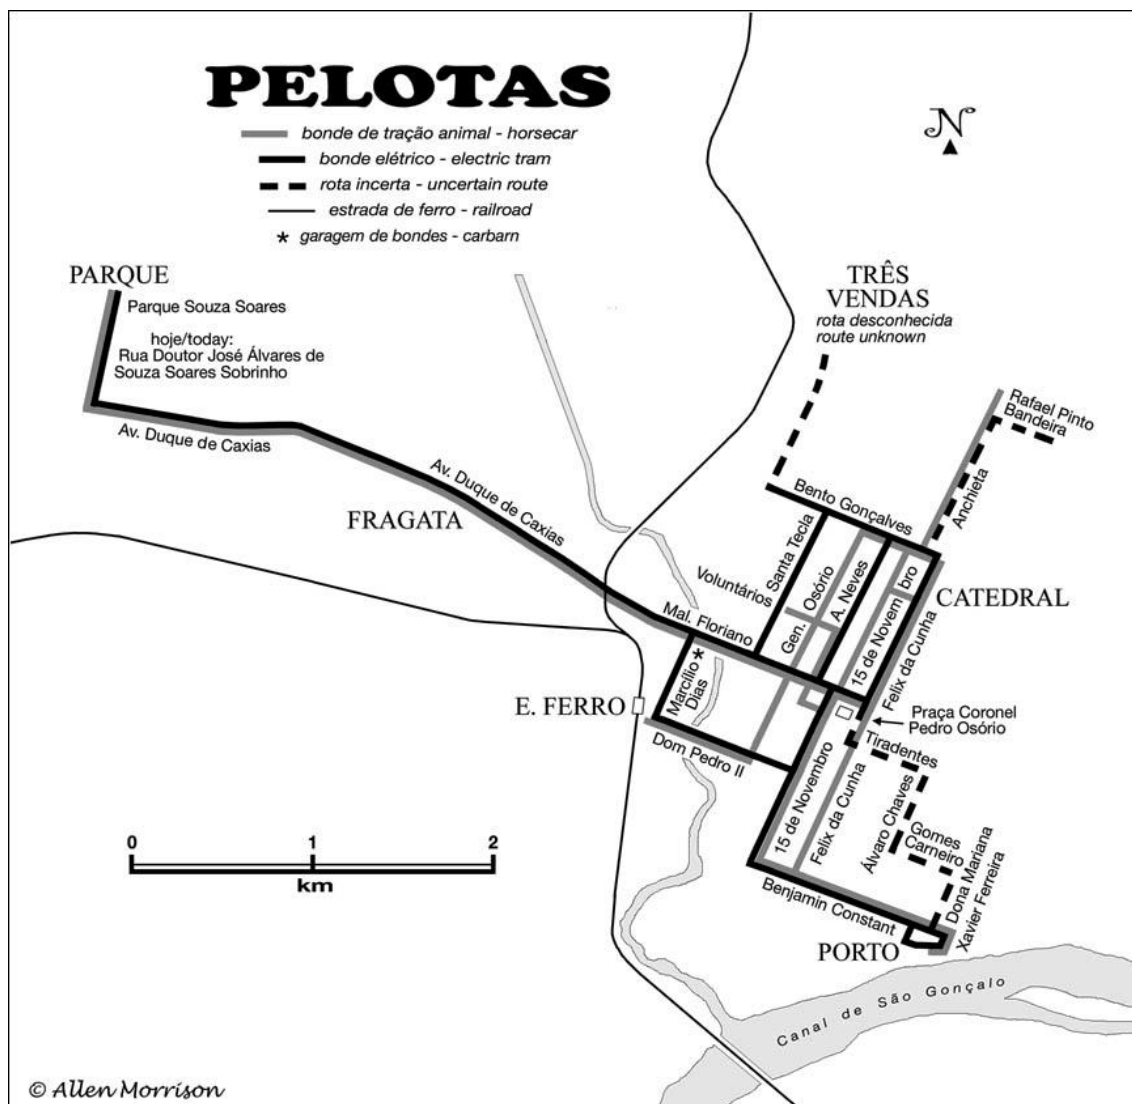 PELOTAS
bonde de tração animal - horsecar
bonde elétrico - electric tram
rota incerta - uncertain route
estrada de ferro - railroad
* garagem de bondes - carbarn
N
PARQUE
Parque Souza Soares
hoje/today:
Rua Doutor José Álvares de
Souza Soares Sobrinho
Av. Duque de Caxias
Av. Duque de Caxias
FRAGATA
TRÊS
VENDAS
rota desconhecida
route unknown
Rafael Pinto
Bandeira
Anchieta
Bento Gonçalves
Santa Tecla
Voluntários
Gen. Osório
A. Neves
15 de Novembro
Felix da Cunha
CATEDRAL
Mal. Floriano
*
Marcílio
Dias
E. FERRO
Dom Pedro II
Praça Coronel
Pedro Osório
Tiradentes
15 de Novembro
Felix da Cunha
Álvaro Chaves
Gomes
Carneiro
Dona Mariana
Xavier Ferreira
Benjamin Constant
PORTO
Canal de São Gonçalo
0 1 2
km
© Allen Morrison